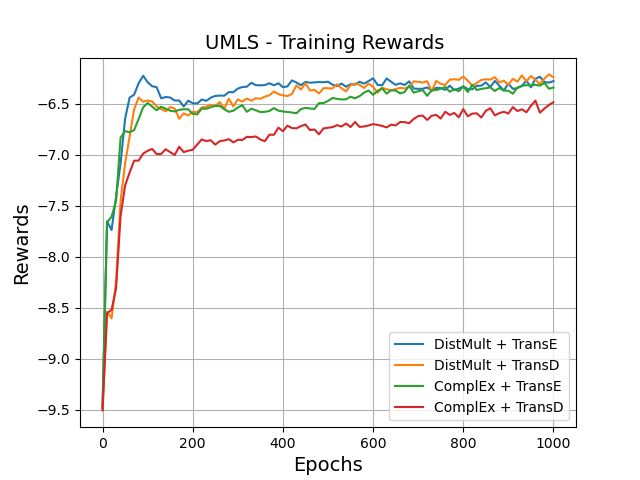 UMLS - Training Rewards
Rewards
−6.5
−7.0
−7.5
−8.0
−8.5
−9.0
−9.5
0
200
400
600
800
1000
Epochs
DistMult + TransE
DistMult + TransD
ComplEx + TransE
ComplEx + TransD